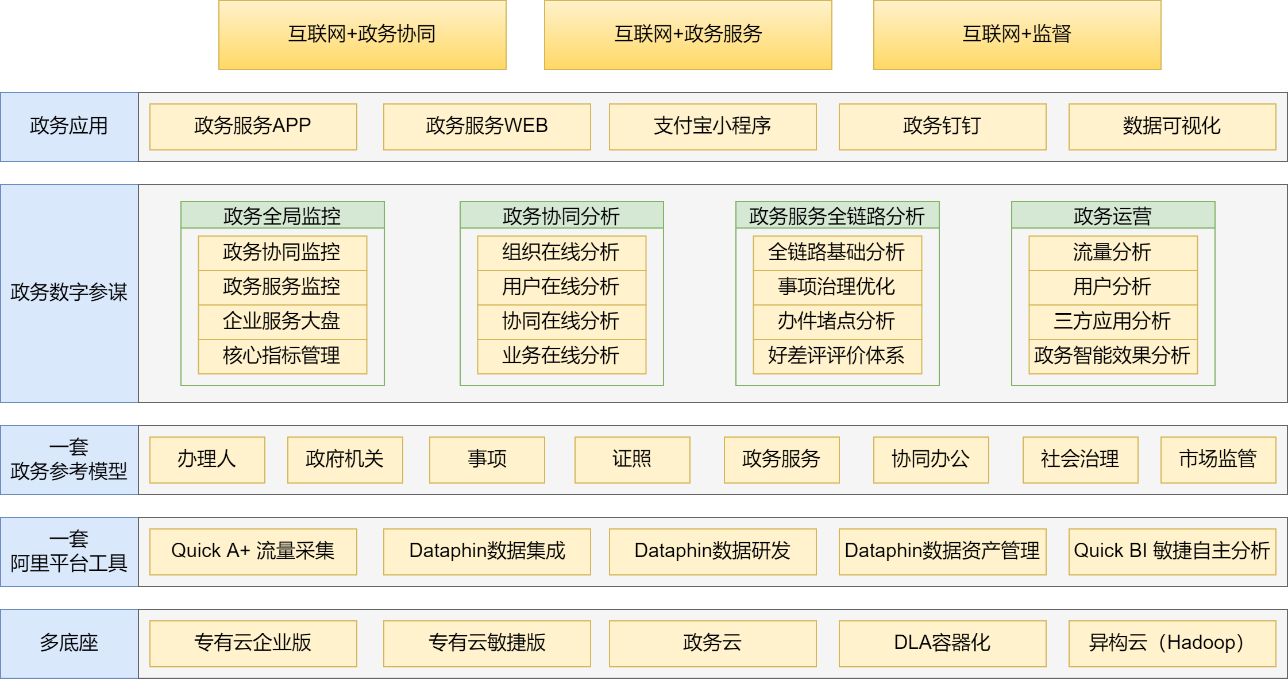 互联网+政务协同
互联网+政务服务
互联网+监督
政务应用
政务服务APP
政务服务WEB
支付宝小程序
政务钉钉
数据可视化
政务数字参谋
政务全局监控
政务协同监控
政务服务监控
企业服务大盘
核心指标管理
政务协同分析
组织在线分析
用户在线分析
协同在线分析
业务在线分析
政务服务全链路分析
全链路基础分析
事项治理优化
办件堵点分析
好差评评价体系
政务运营
流量分析
用户分析
三方应用分析
政务智能效果分析
一套
政务参考模型
办理人
政府机关
事项
证照
政务服务
协同办公
社会治理
市场监管
一套
阿里平台工具
Quick A+ 流量采集
Dataphin数据集成
Dataphin数据研发
Dataphin数据资产管理
Quick BI 敏捷自主分析
多底座
专有云企业版
专有云敏捷版
政务云
DLA容器化
异构云（Hadoop）